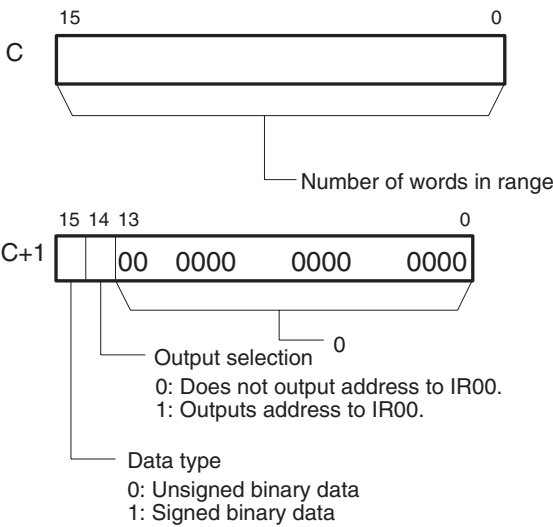 15 0
C
Number of words in range
15 14 13 0
C+1 00 0000 0000 0000
0
Output selection
0: Does not output address to IR00.
1: Outputs address to IR00.
Data type
0: Unsigned binary data
1: Signed binary data